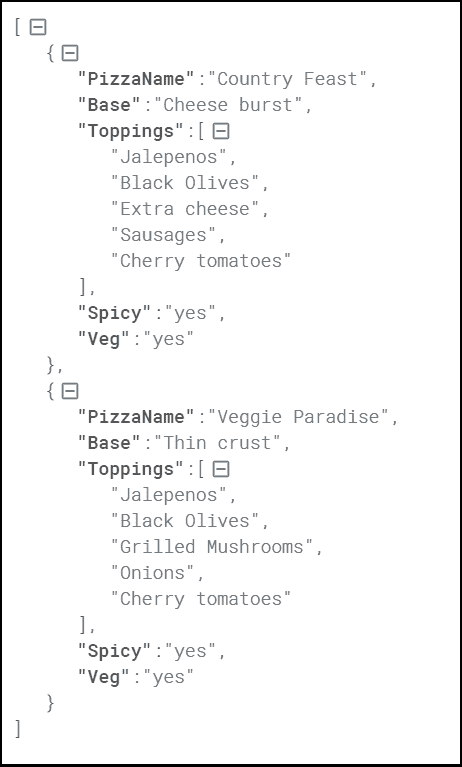 [
{
"PizzaName":"Country Feast",
"Base":"Cheese burst",
"Toppings":[
"Jalepenos",
"Black Olives",
"Extra cheese",
"Sausages",
"Cherry tomatoes"
],
"Spicy":"yes",
"Veg":"yes"
},
{
"PizzaName":"Veggie Paradise",
"Base":"Thin crust",
"Toppings":[
"Jalepenos",
"Black Olives",
"Grilled Mushrooms",
"Onions",
"Cherry tomatoes"
],
"Spicy":"yes",
"Veg":"yes"
}
]